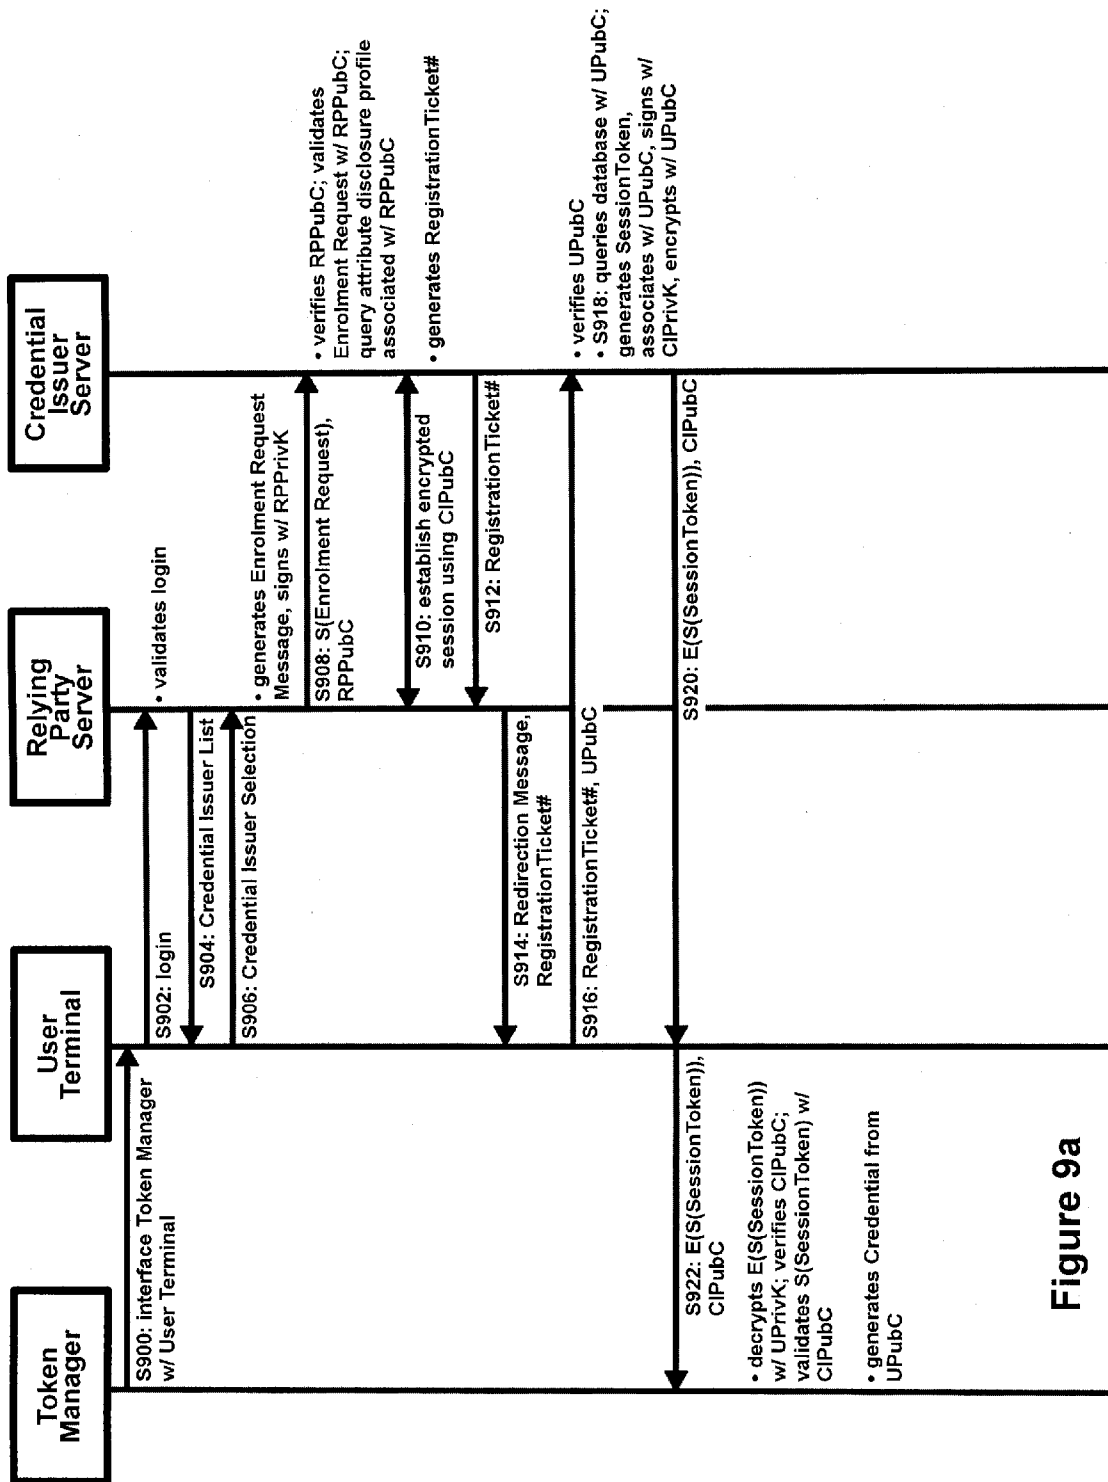 Token
Manager
User
Terminal
Relying
Party
Server
Credential
Issuer
Server
S900: interface Token Manager
w/ User Terminal
S902: login
• validates login
S904: Credential Issuer List
S906: Credential Issuer Selection
• generates Enrolment Request
Message, signs w/ RPPrivK
S908: S(Enrolment Request),
RPPubC
• verifies RPPubC; validates
Enrolment Request w/ RPPubC;
query attribute disclosure profile
associated w/ RPPubC
S910: establish encrypted
session using CIPubC
• generates RegistrationTicket#
S912: RegistrationTicket#
S914: Redirection Message,
RegistrationTicket#
S916: RegistrationTicket#, UPubC
• verifies UPubC
• S918: queries database w/ UPubC;
generates SessionToken,
associates w/ UPubC, signs w/
CIPrivK, encrypts w/ UPubC
S920: E(S(SessionToken)), CIPubC
S922: E(S(SessionToken)),
CIPubC
• decrypts E(S(SessionToken))
w/ UPrivK; verifies CIPubC;
validates S(SessionToken) w/
CIPubC
• generates Credential from
UPubC
Figure 9a